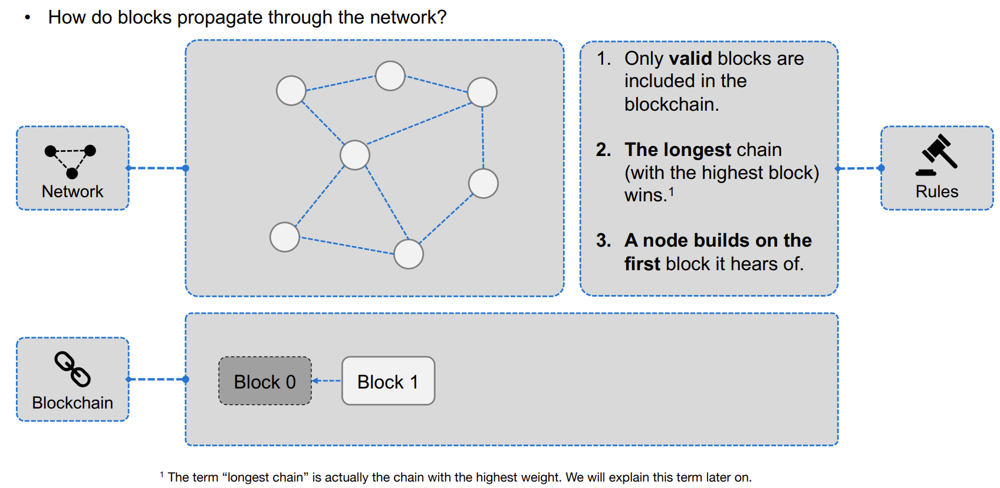 • How do blocks propagate through the network?
Network
1. Only valid blocks are
included in the
blockchain.
2. The longest chain
(with the highest block)
wins.¹
3. A node builds on the
first block it hears of.
Rules
Blockchain
Block 0
Block 1
¹ The term “longest chain” is actually the chain with the highest weight. We will explain this term later on.